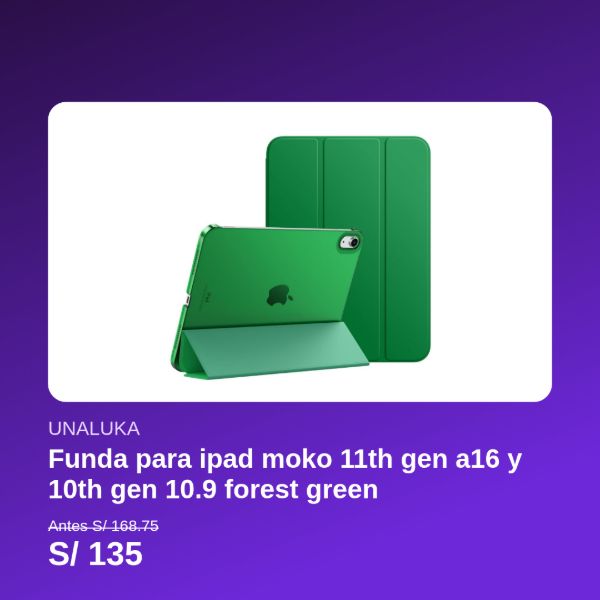 UNALUKA
Funda para ipad moko 11th gen a16 y
10th gen 10.9 forest green
Antes S/ 168.75
S/ 135